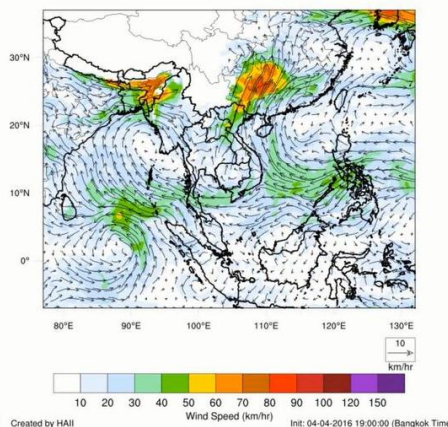 30°N
20°N
10°N
0°
80°E 90°E 100°E 110°E 120°E 130°E
10
km/hr
10 20 30 40 50 60 70 80 90 100 120 150
Wind Speed (km/hr)
Created by HAII Init: 04-04-2016 19:00:00 (Bangkok Time